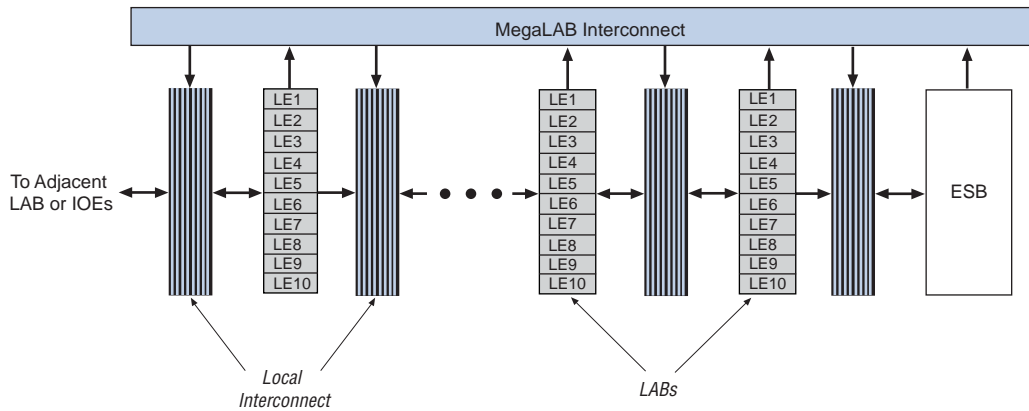 MegaLAB Interconnect
LE1
LE2
LE3
LE4
LE5
LE6
LE7
LE8
LE9
LE10
LE1
LE2
LE3
LE4
LE5
LE6
LE7
LE8
LE9
LE10
LE1
LE2
LE3
LE4
LE5
LE6
LE7
LE8
LE9
LE10
To Adjacent
LAB or IOEs
ESB
Local
Interconnect
LABs